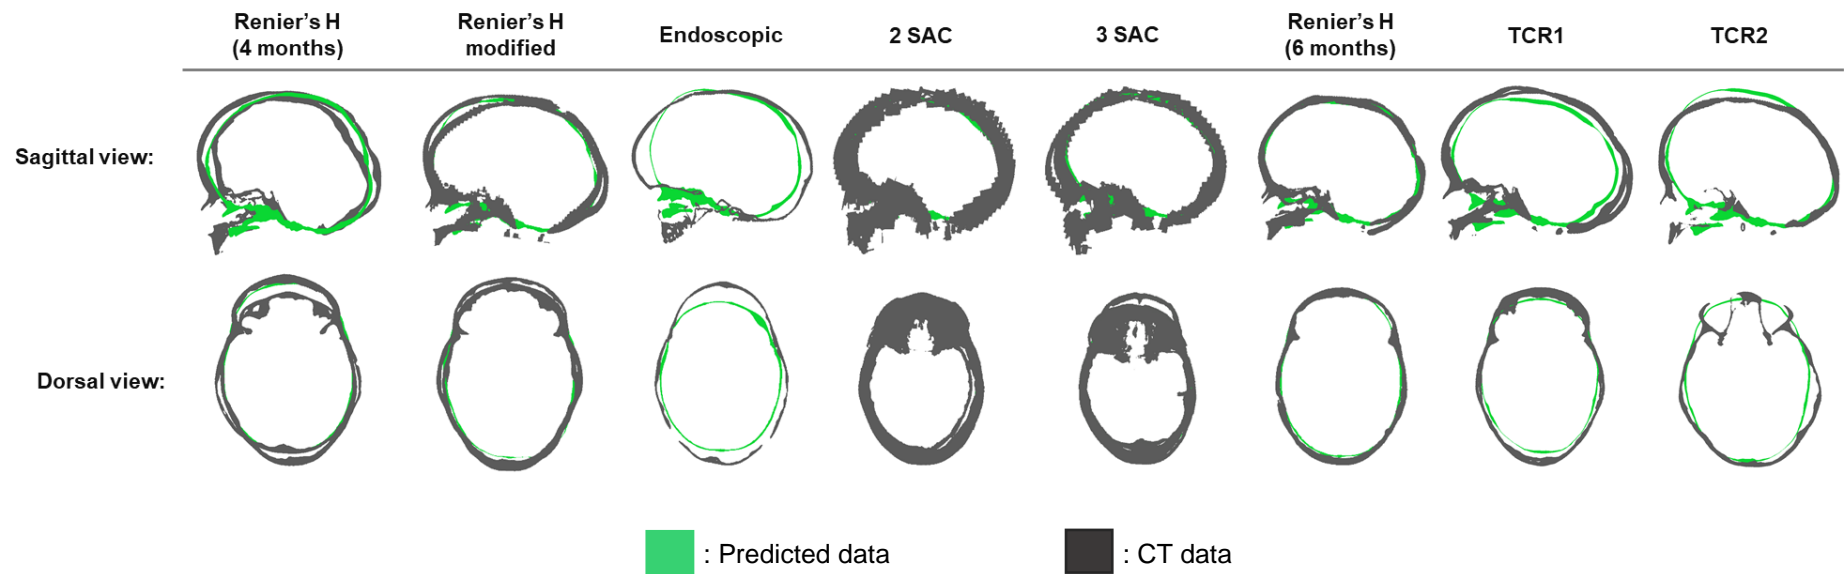 Renier's H
(4 months)
Renier's H
modified
Endoscopic
2 SAC
3 SAC
Renier's H
(6 months)
TCR1
TCR2
Sagittal view:
Dorsal view:
: Predicted data
: CT data